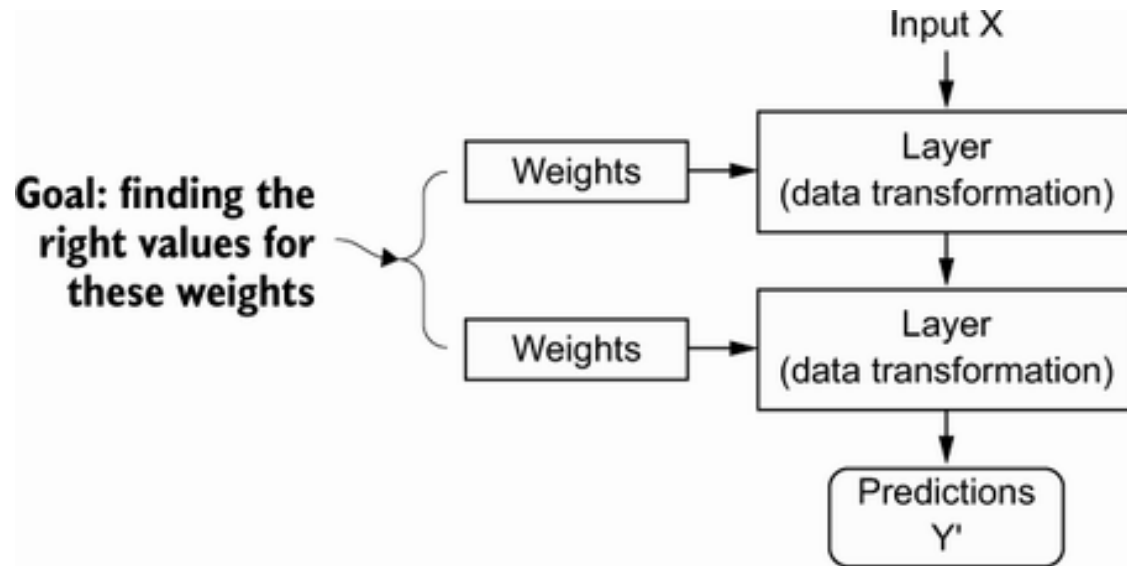 Input X
Layer
(data transformation)
Weights
Goal: finding the
right values for
these weights
Layer
(data transformation)
Weights
Predictions
Y'